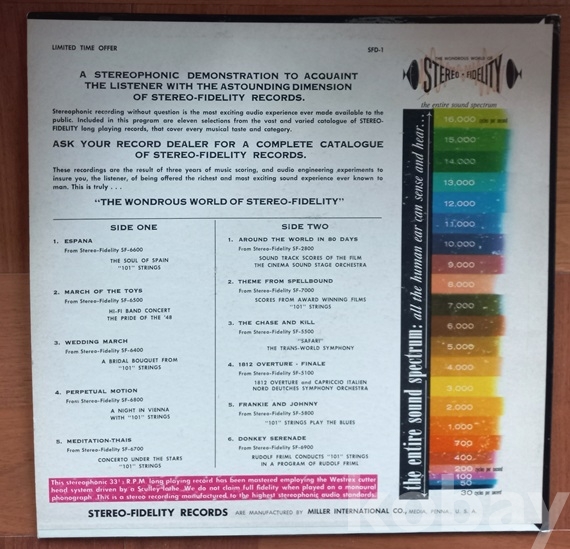 LIMITED TIME OFFER
SFD-1
A STEREOPHONIC DEMONSTRATION TO ACQUAINT
THE LISTENER WITH THE ASTOUNDING DIMENSION
OF STEREO-FIDELITY RECORDS.
Stereophonic recording without question is the most exciting audio experience ever made available to the
public. Included in this program are eleven selections from the vast and varied catalogue of STEREO-
FIDELITY long playing records, that cover every musical taste and category.
ASK YOUR RECORD DEALER FOR A COMPLETE CATALOGUE
OF STEREO-FIDELITY RECORDS.
These recordings are the result of three years of music scoring, and audio engineering experiments to
insure you, the listener, of being offered the richest and most exciting sound experience ever known to
man. This is truly . . .
"THE WONDROUS WORLD OF STEREO-FIDELITY"
SIDE ONE
1. ESPANA
From Stereo-Fidelity SF-6600
THE SOUL OF SPAIN
"101" STRINGS
2. MARCH OF THE TOYS
From Stereo-Fidelity SF-6500
HI-FI BAND CONCERT
THE PRIDE OF THE '48
3. WEDDING MARCH
From Stereo-Fidelity SF-6400
A BRIDAL BOUQUET FROM
"101" STRINGS
4. PERPETUAL MOTION
From Stereo-Fidelity SF-6800
A NIGHT IN VIENNA
WITH "101" STRINGS
5. MEDITATION-THAIS
From Stereo-Fidelity SF-6700
CONCERTO UNDER THE STARS
"101" STRINGS
SIDE TWO
1. AROUND THE WORLD IN 80 DAYS
From Stereo-Fidelity SF-2800
SOUND TRACK SCORES OF THE FILM
THE CINEMA SOUND STAGE ORCHESTRA
2. THEME FROM SPELLBOUND
From Stereo-Fidelity SF-7000
SCORES FROM AWARD WINNING FILMS
"101" STRINGS
3. THE CHASE AND KILL
From Stereo-Fidelity SF-5300
"SAFARI"
THE TRANS-WORLD SYMPHONY
4. 1812 OVERTURE - FINALE
From Stereo-Fidelity SF-5100
1812 OVERTURE and CAPRICCIO ITALIEN
NORD DEUTCHES SYMPHONY ORCHESTRA
5. FRANKIE AND JOHNNY
From Stereo-Fidelity SF-5800
"101" STRINGS PLAY THE BLUES
6. DONKEY SERENADE
From Stereo-Fidelity SF-6900
RUDOLF FRIML CONDUCTS "101" STRINGS
IN A PROGRAM OF RUDOLF FRIML
This stereophonic 33⅓ R.P.M. long playing record has been mastered employing the Westrex cutter
head system driven by a Scully lathe. We do not claim full fidelity when played on a monaural
phonograph. This is a stereo recording manufactured to the highest stereophonic audio standards.
STEREO-FIDELITY RECORDS ARE MANUFACTURED BY MILLER INTERNATIONAL CO., MEDIA, PENNA., U. S. A.
THE WONDROUS WORLD OF
STEREO-FIDELITY
the entire sound spectrum
the entire sound spectrum: all the human ear can sense and hear...
16,000 cycles per second
15,000
14,000
13,000
12,000
11,000
10,000
9,000
8,000
7,000
6,000
5,000
4,000
3,000
2,000
1,000
700
400
200 cycles per second
100
50
30 cycles per second